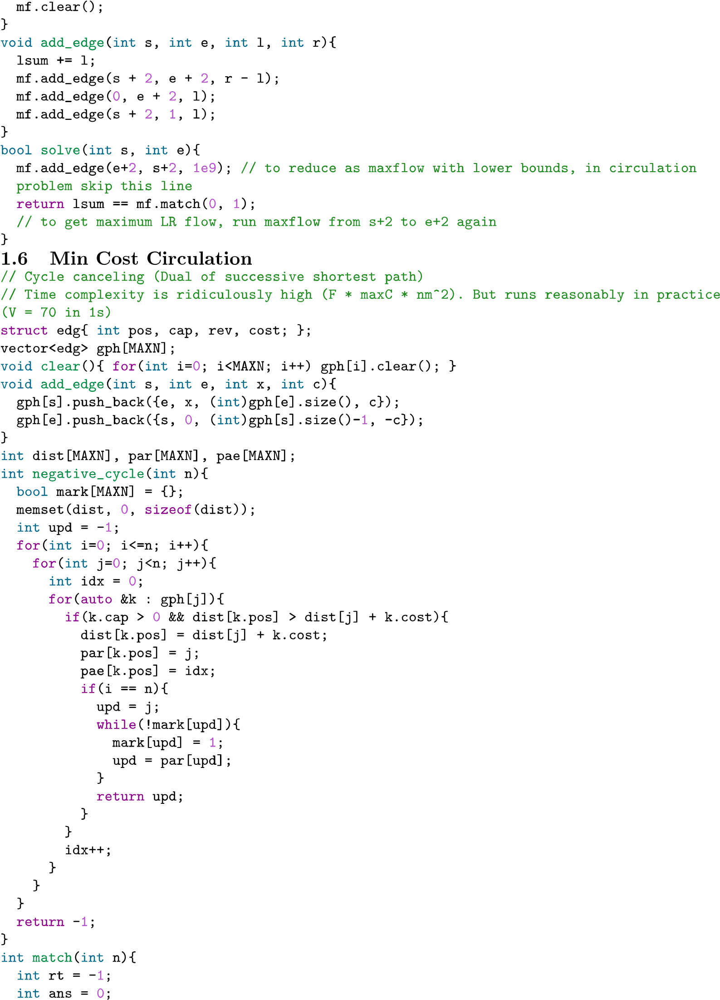 mf.clear();
}
void add_edge(int s, int e, int l, int r){
  lsum += l;
  mf.add_edge(s + 2, e + 2, r - l);
  mf.add_edge(0, e + 2, l);
  mf.add_edge(s + 2, 1, l);
}
bool solve(int s, int e){
  mf.add_edge(e+2, s+2, 1e9); // to reduce as maxflow with lower bounds, in circulation
  problem skip this line
  return lsum == mf.match(0, 1);
  // to get maximum LR flow, run maxflow from s+2 to e+2 again
}
1.6 Min Cost Circulation
// Cycle canceling (Dual of successive shortest path)
// Time complexity is ridiculously high (F * maxC * nm^2). But runs reasonably in practice
(V = 70 in 1s)
struct edg{ int pos, cap, rev, cost; };
vector<edg> gph[MAXN];
void clear(){ for(int i=0; i<MAXN; i++) gph[i].clear(); }
void add_edge(int s, int e, int x, int c){
  gph[s].push_back({e, x, (int)gph[e].size(), c});
  gph[e].push_back({s, 0, (int)gph[s].size()-1, -c});
}
int dist[MAXN], par[MAXN], pae[MAXN];
int negative_cycle(int n){
  bool mark[MAXN] = {};
  memset(dist, 0, sizeof(dist));
  int upd = -1;
  for(int i=0; i<=n; i++){
    for(int j=0; j<n; j++){
      int idx = 0;
      for(auto &k : gph[j]){
        if(k.cap > 0 && dist[k.pos] > dist[j] + k.cost){
          dist[k.pos] = dist[j] + k.cost;
          par[k.pos] = j;
          pae[k.pos] = idx;
          if(i == n){
            upd = j;
            while(!mark[upd]){
              mark[upd] = 1;
              upd = par[upd];
            }
            return upd;
          }
        }
        idx++;
      }
    }
  }
  return -1;
}
int match(int n){
  int rt = -1;
  int ans = 0;